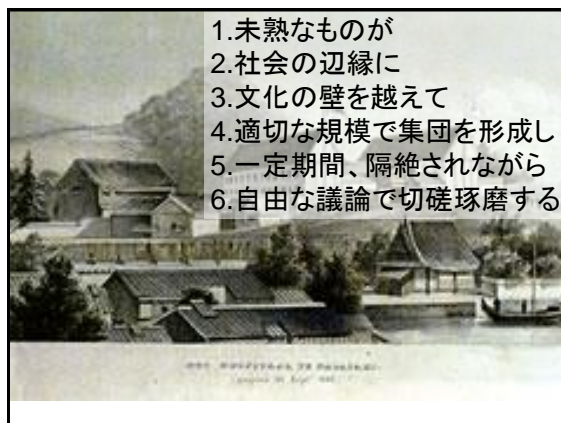 1.未熟なものが
2.社会の辺縁に
3.文化の壁を越えて
4.適切な規模で集団を形成し
5.一定期間、隔絶されながら
6.自由な議論で切磋琢磨する